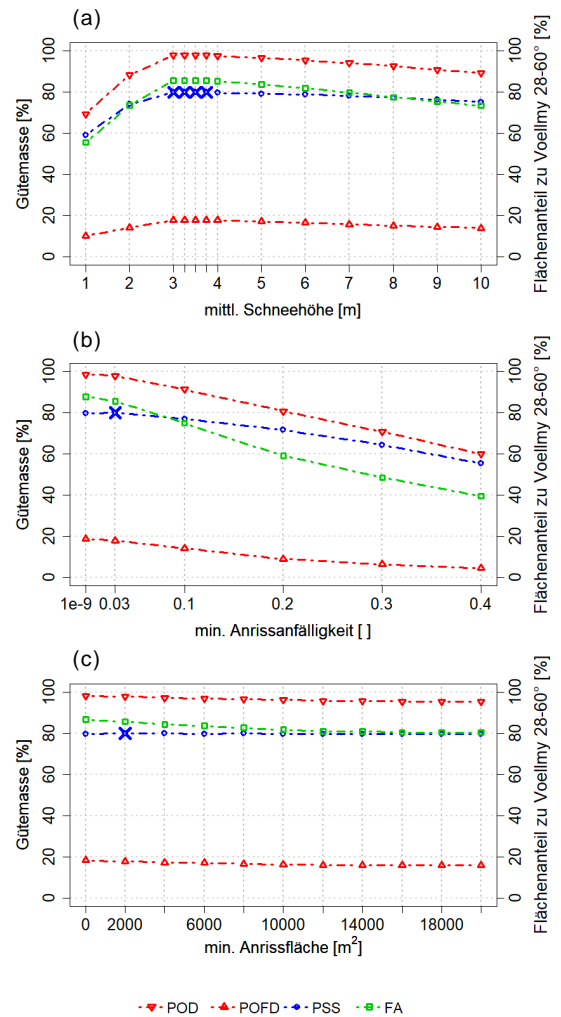 (a)
Gütemasse [%]
0 20 40 60 80 100
0 20 40 60 80 100
Flächenanteil zu Voellmy 28-60° [%]
1 2 3 4 5 6 7 8 9 10
mittl. Schneehöhe [m]
(b)
Gütemasse [%]
0 20 40 60 80 100
0 20 40 60 80 100
Flächenanteil zu Voellmy 28-60° [%]
1e-9 0.03 0.1 0.2 0.3 0.4
min. Anrissanfälligkeit [ ]
(c)
Gütemasse [%]
0 20 40 60 80 100
0 20 40 60 80 100
Flächenanteil zu Voellmy 28-60° [%]
0 2000 6000 10000 14000 18000
min. Anrissfläche [m²]
POD POFD PSS FA